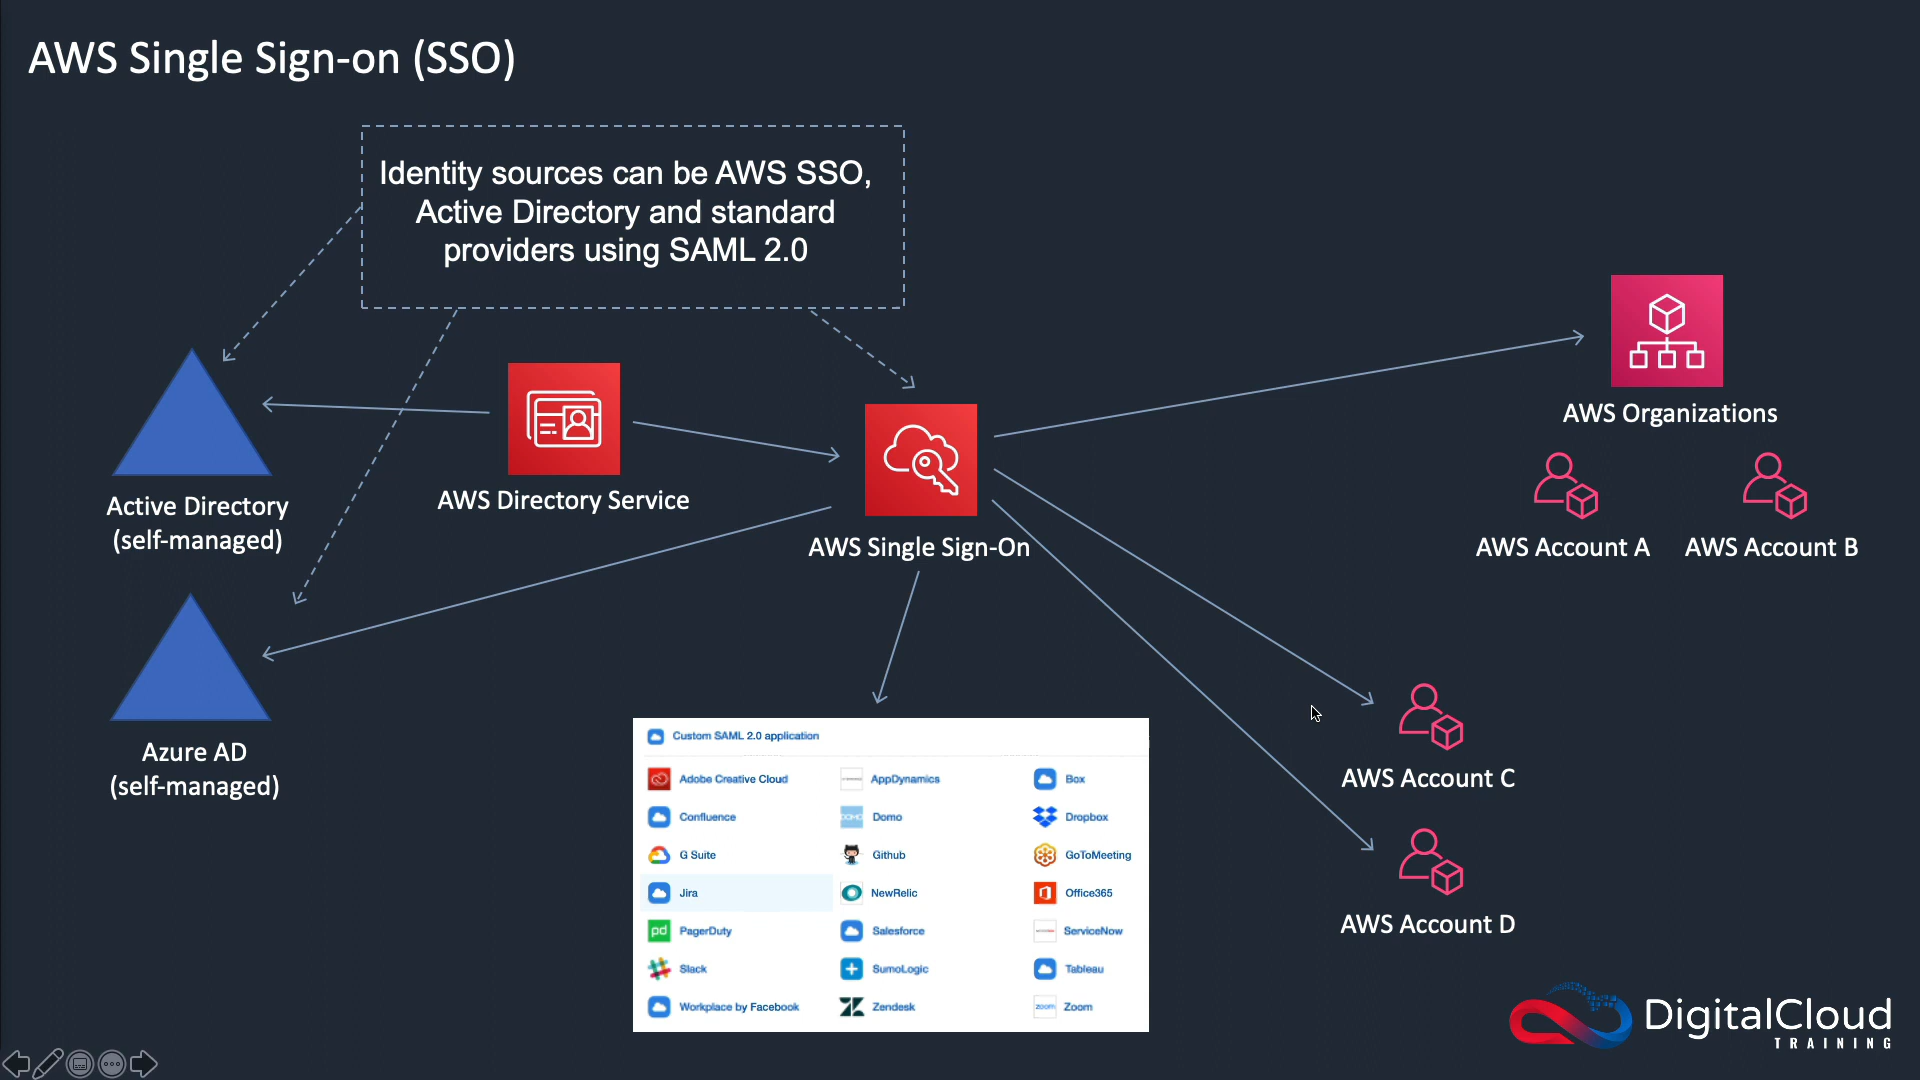 AWS Single Sign-on (SSO)
Identity sources can be AWS SSO,
Active Directory and standard
providers using SAML 2.0
AWS Organizations
AWS Directory Service
Active Directory
(self-managed)
AWS Single Sign-On
AWS Account A
AWS Account B
Azure AD
(self-managed)
AWS Account C
AWS Account D
Custom SAML 2.0 application
Adobe Creative Cloud
AppDynamics
Box
Confluence
DOMO
Domo
Dropbox
G Suite
Github
GoToMeeting
Jira
NewRelic
Office365
pd
PagerDuty
Salesforce
ServiceNow
Slack
SumoLogic
Tableau
Workplace by Facebook
Zendesk
zoom
Zoom
DigitalCloud
TRAINING